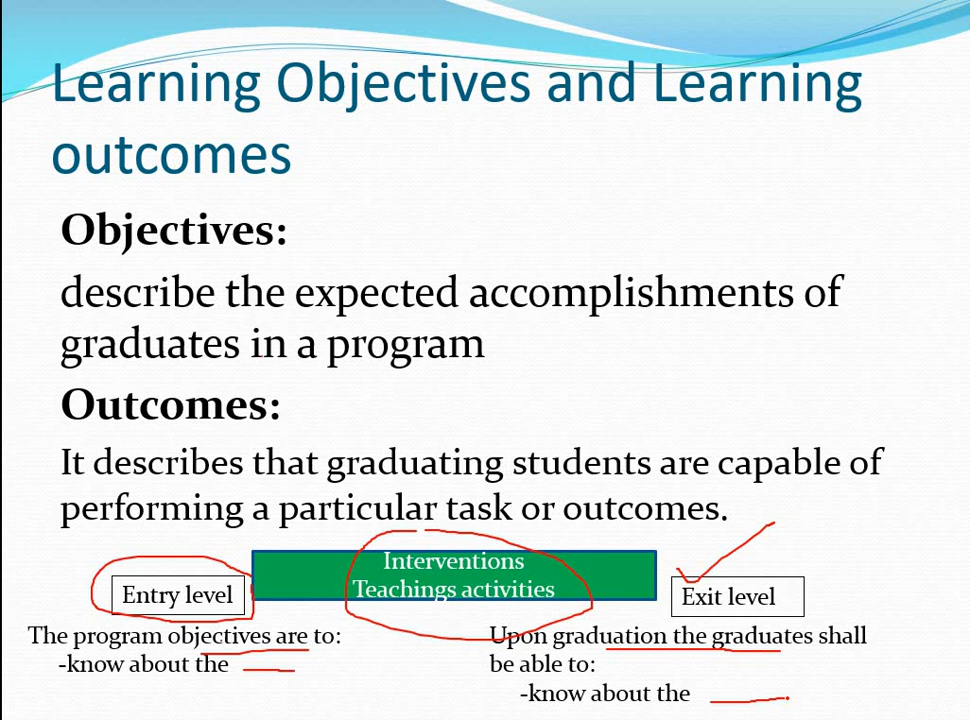 Learning Objectives and Learning
outcomes
Objectives:
describe the expected accomplishments of
graduates in a program
Outcomes:
It describes that graduating students are capable of
performing a particular task or outcomes.
Interventions
Teachings activities
Entry level
Exit level
The program objectives are to:
-know about the
Upon graduation the graduates shall
be able to:
-know about the